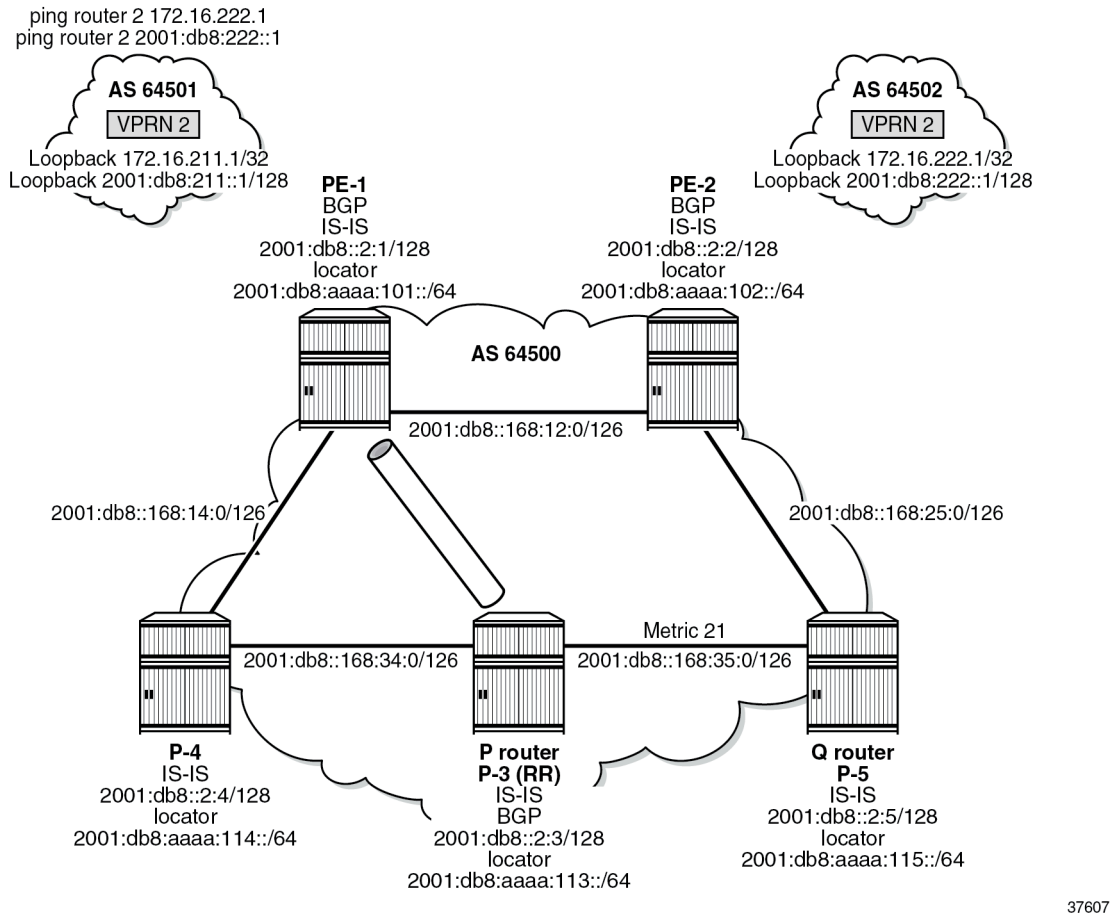 ping router 2 172.16.222.1
ping router 2 2001:db8:222::1
AS 64501
VPRN 2
Loopback 172.16.211.1/32
Loopback 2001:db8:211::1/128
AS 64502
VPRN 2
Loopback 172.16.222.1/32
Loopback 2001:db8:222::1/128
PE-1
BGP
IS-IS
2001:db8::2:1/128
locator
2001:db8:aaaa:101::/64
PE-2
BGP
IS-IS
2001:db8::2:2/128
locator
2001:db8:aaaa:102::/64
AS 64500
2001:db8::168:12:0/126
2001:db8::168:14:0/126
2001:db8::168:25:0/126
Metric 21
2001:db8::168:34:0/126
2001:db8::168:35:0/126
P-4
IS-IS
2001:db8::2:4/128
locator
2001:db8:aaaa:114::/64
P router
P-3 (RR)
IS-IS
BGP
2001:db8::2:3/128
locator
2001:db8:aaaa:113::/64
Q router
P-5
IS-IS
2001:db8::2:5/128
locator
2001:db8:aaaa:115::/64
37607